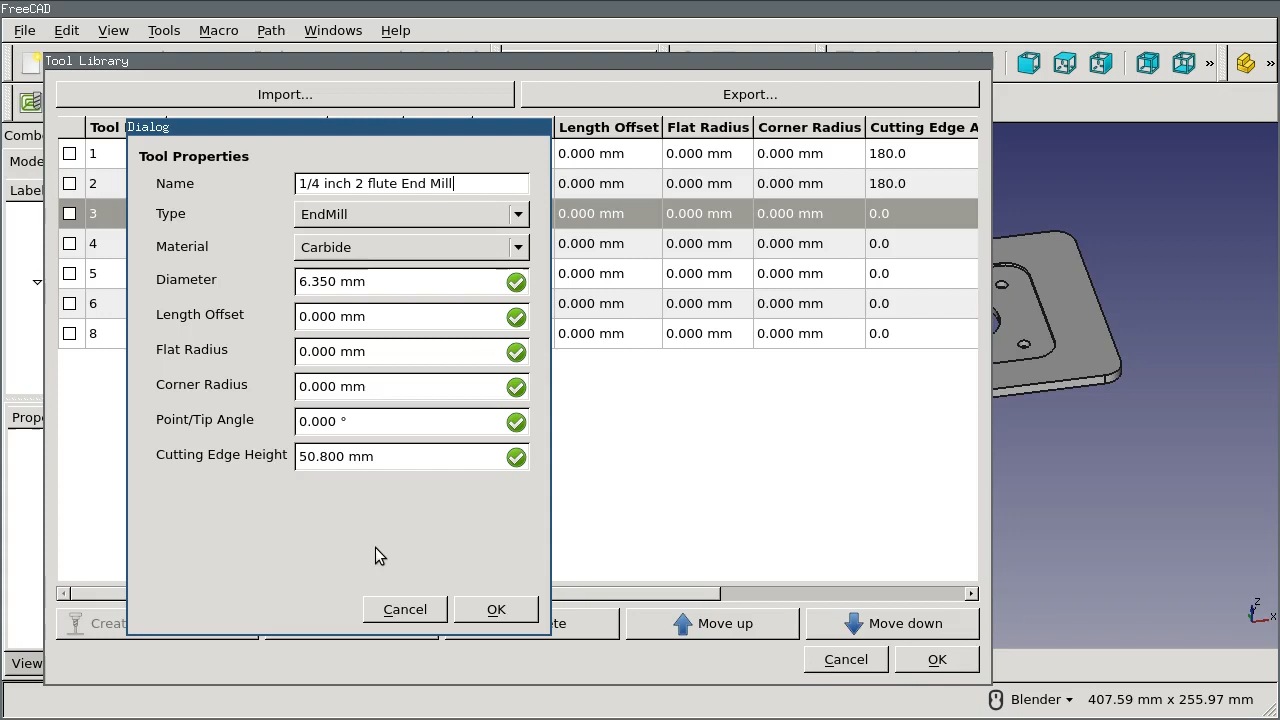 FreeCAD
File Edit View Tools Macro Path Windows Help
Tool Library
Import... Export...
Tool Length Offset Flat Radius Corner Radius Cutting Edge A
1 0.000 mm 0.000 mm 0.000 mm 180.0
2 0.000 mm 0.000 mm 0.000 mm 180.0
3 0.000 mm 0.000 mm 0.000 mm 0.0
4 0.000 mm 0.000 mm 0.000 mm 0.0
5 0.000 mm 0.000 mm 0.000 mm 0.0
6 0.000 mm 0.000 mm 0.000 mm 0.0
8 0.000 mm 0.000 mm 0.000 mm 0.0
Dialog
Tool Properties
Name 1/4 inch 2 flute End Mill
Type EndMill
Material Carbide
Diameter 6.350 mm
Length Offset 0.000 mm
Flat Radius 0.000 mm
Corner Radius 0.000 mm
Point/Tip Angle 0.000 °
Cutting Edge Height 50.800 mm
Cancel OK
Creat te Move up Move down
Cancel OK
Comb
Mode
Label
Prope
View
Z
X
Blender 407.59 mm x 255.97 mm